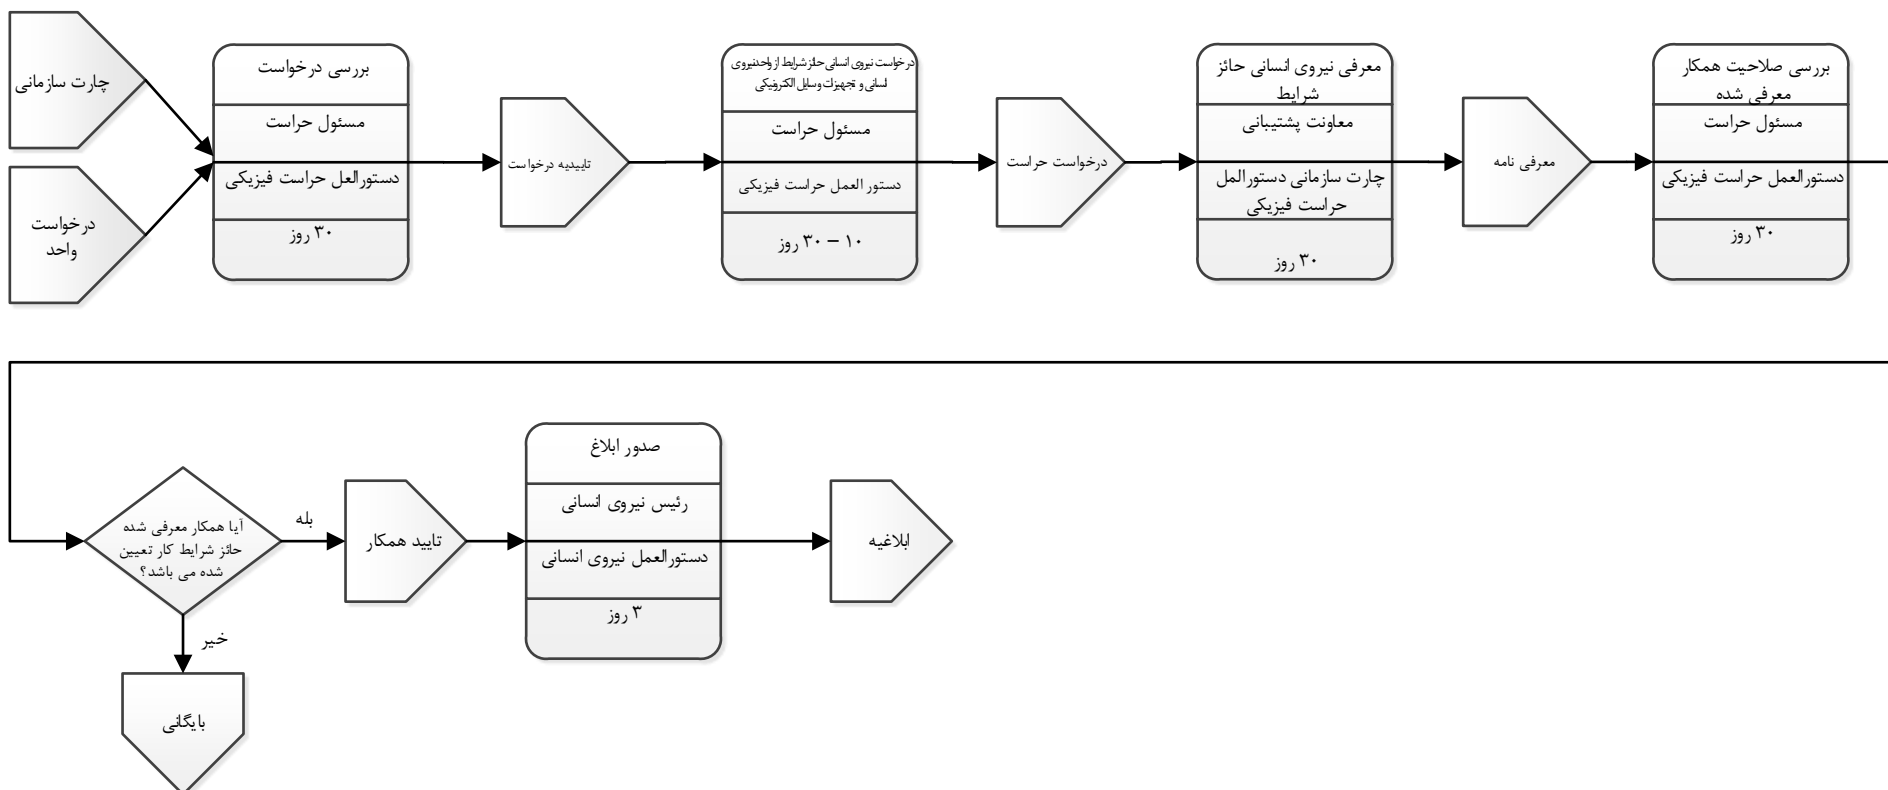 چارت سازمانی
درخواست
واحد
بررسی درخواست
مسئول حراست
دستورالعل حراست فیزیکی
۳۰ روز
تاییدیه درخواست
درخواست نیروی انسانی حائز شرایط از واحدنیروی
انسانی و تجهیزات وسایل الکترونیکی
مسئول حراست
دستور العمل حراست فیزیکی
۱۰ – ۳۰ روز
درخواست حراست
معرفی نیروی انسانی حائز
شرایط
معاونت پشتیبانی
چارت سازمانی دستورالمل
حراست فیزیکی
۳۰ روز
معرفی نامه
بررسی صلاحیت همکار
معرفی شده
مسئول حراست
دستورالعمل حراست فیزیکی
۳۰ روز
آیا همکار معرفی شده
حائز شرایط کار تعیین
شده می باشد؟
بله
خیر
بایگانی
تایید همکار
صدور ابلاغ
رئیس نیروی انسانی
دستورالعمل نیروی انسانی
۳ روز
ابلاغیه